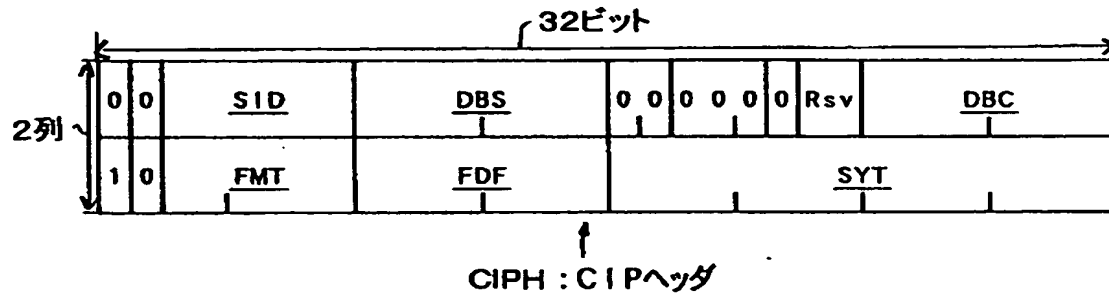 32ビット
0 0 SID DBS 0 0 0 0 0 0 Rsv DBC
2列
1 0 FMT FDF SYT
CIPH : CIPヘッダ